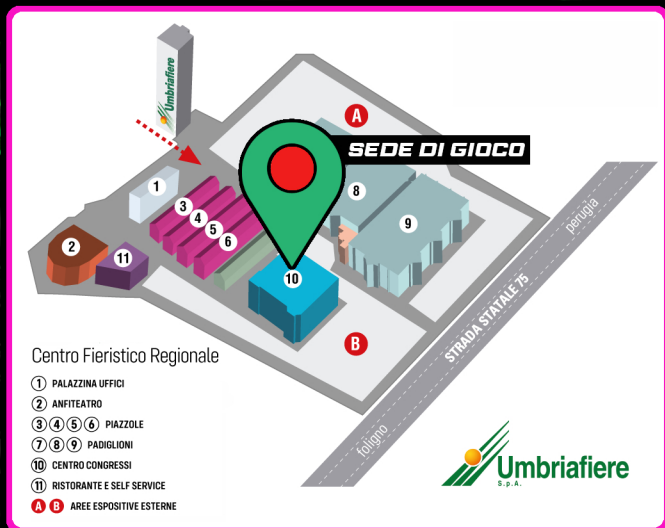 Umbriafiere
A
SEDE DI GIOCO
1
3
4
5
6
8
9
2
11
10
B
perugia
STRADA STATALE 75
foligno
Centro Fieristico Regionale
1 PALAZZINA UFFICI
2 ANFITEATRO
3 4 5 6 PIAZZOLE
7 8 9 PADIGLIONI
10 CENTRO CONGRESSI
11 RISTORANTE E SELF SERVICE
A B AREE ESPOSITIVE ESTERNE
Umbriafiere
S.p.A.